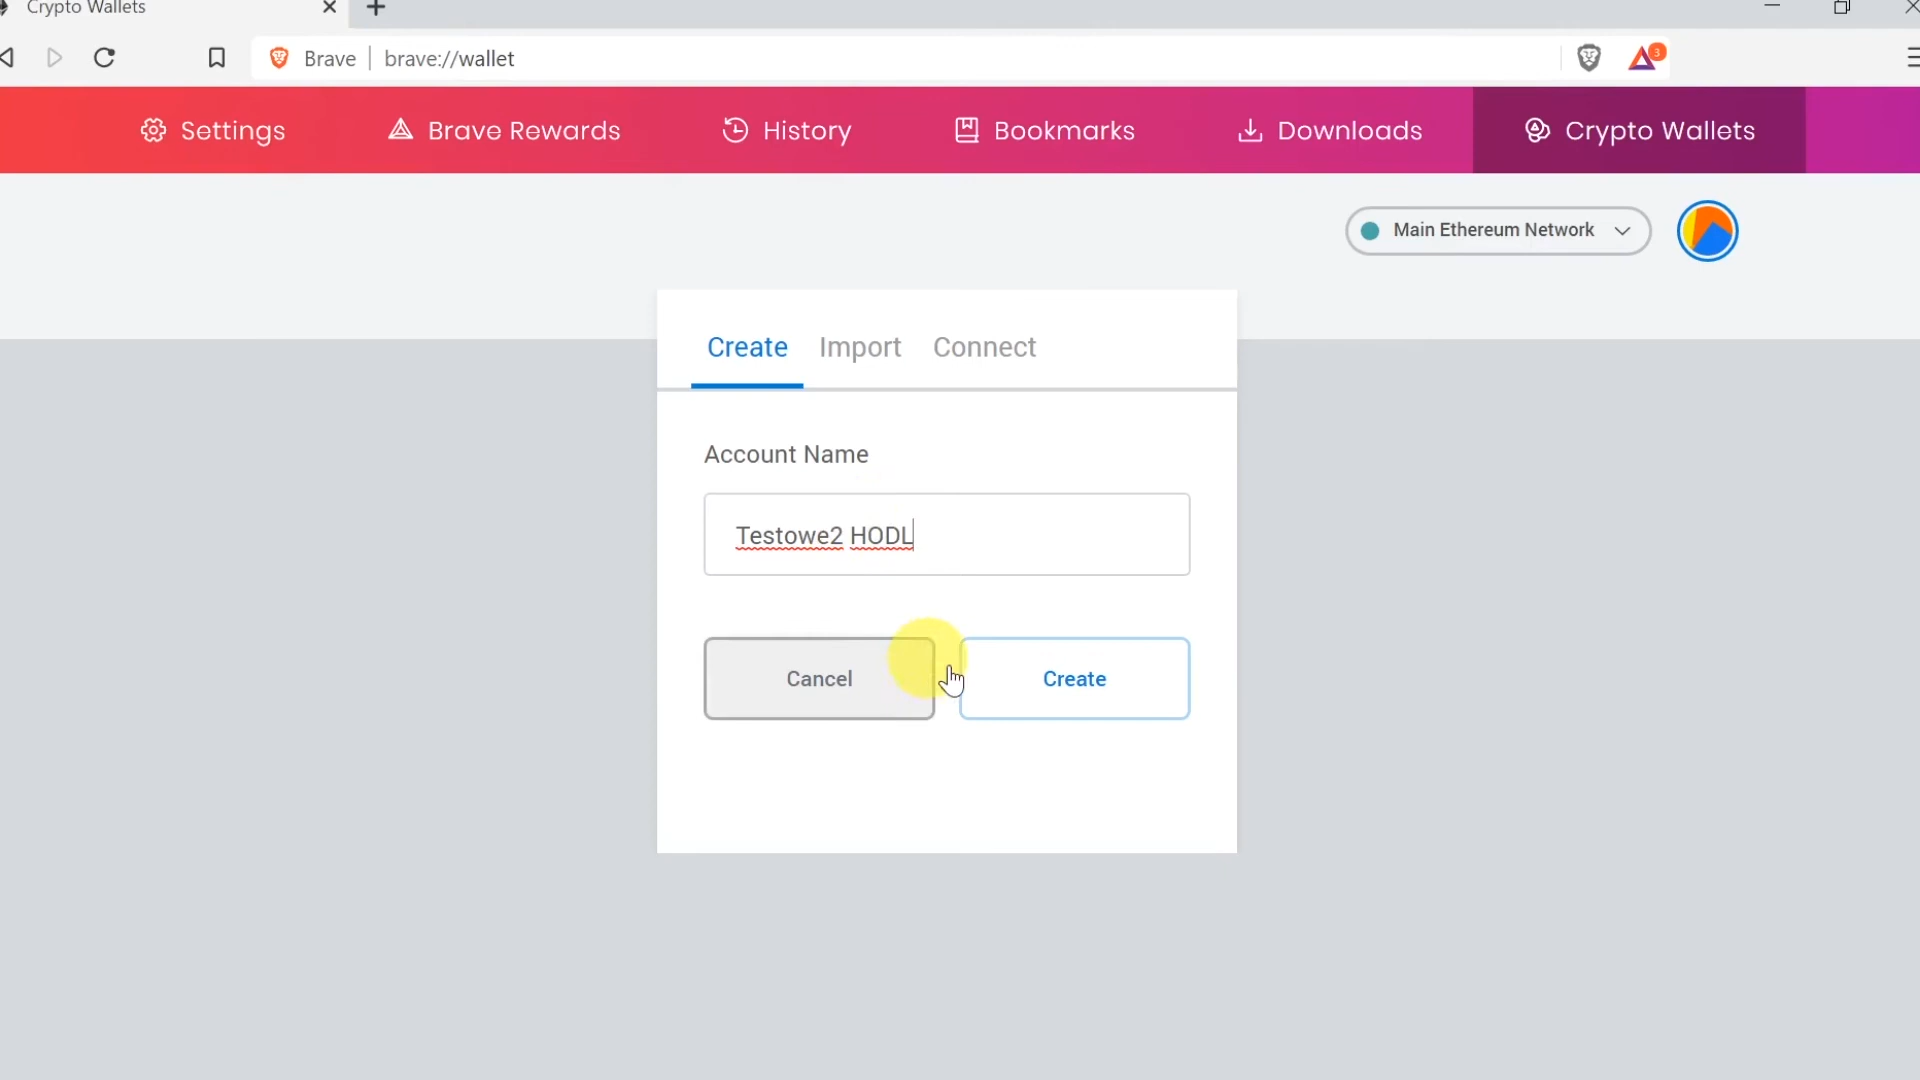 Crypto Wallets
Brave brave://wallet
3
Settings Brave Rewards History Bookmarks Downloads Crypto Wallets
Main Ethereum Network
Create Import Connect
Account Name
Testowe2 HODL
Cancel Create